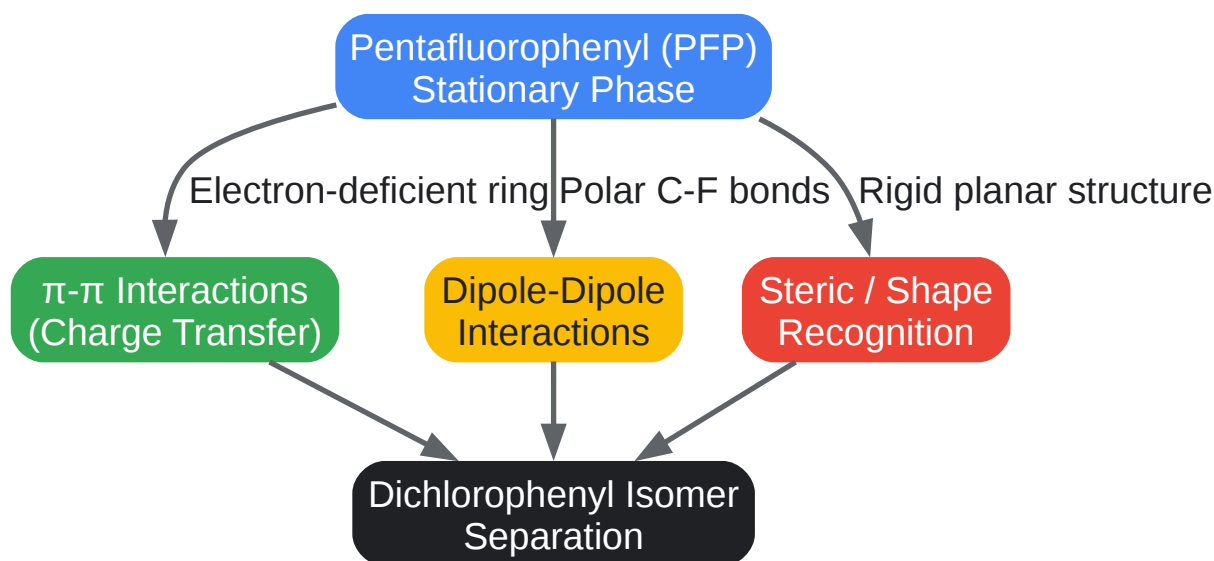 Pentafluorophenyl (PFP)
Stationary Phase
Electron-deficient ring
Polar C-F bonds
Rigid planar structure
π-π Interactions
(Charge Transfer)
Dipole-Dipole
Interactions
Steric / Shape
Recognition
Dichlorophenyl Isomer
Separation